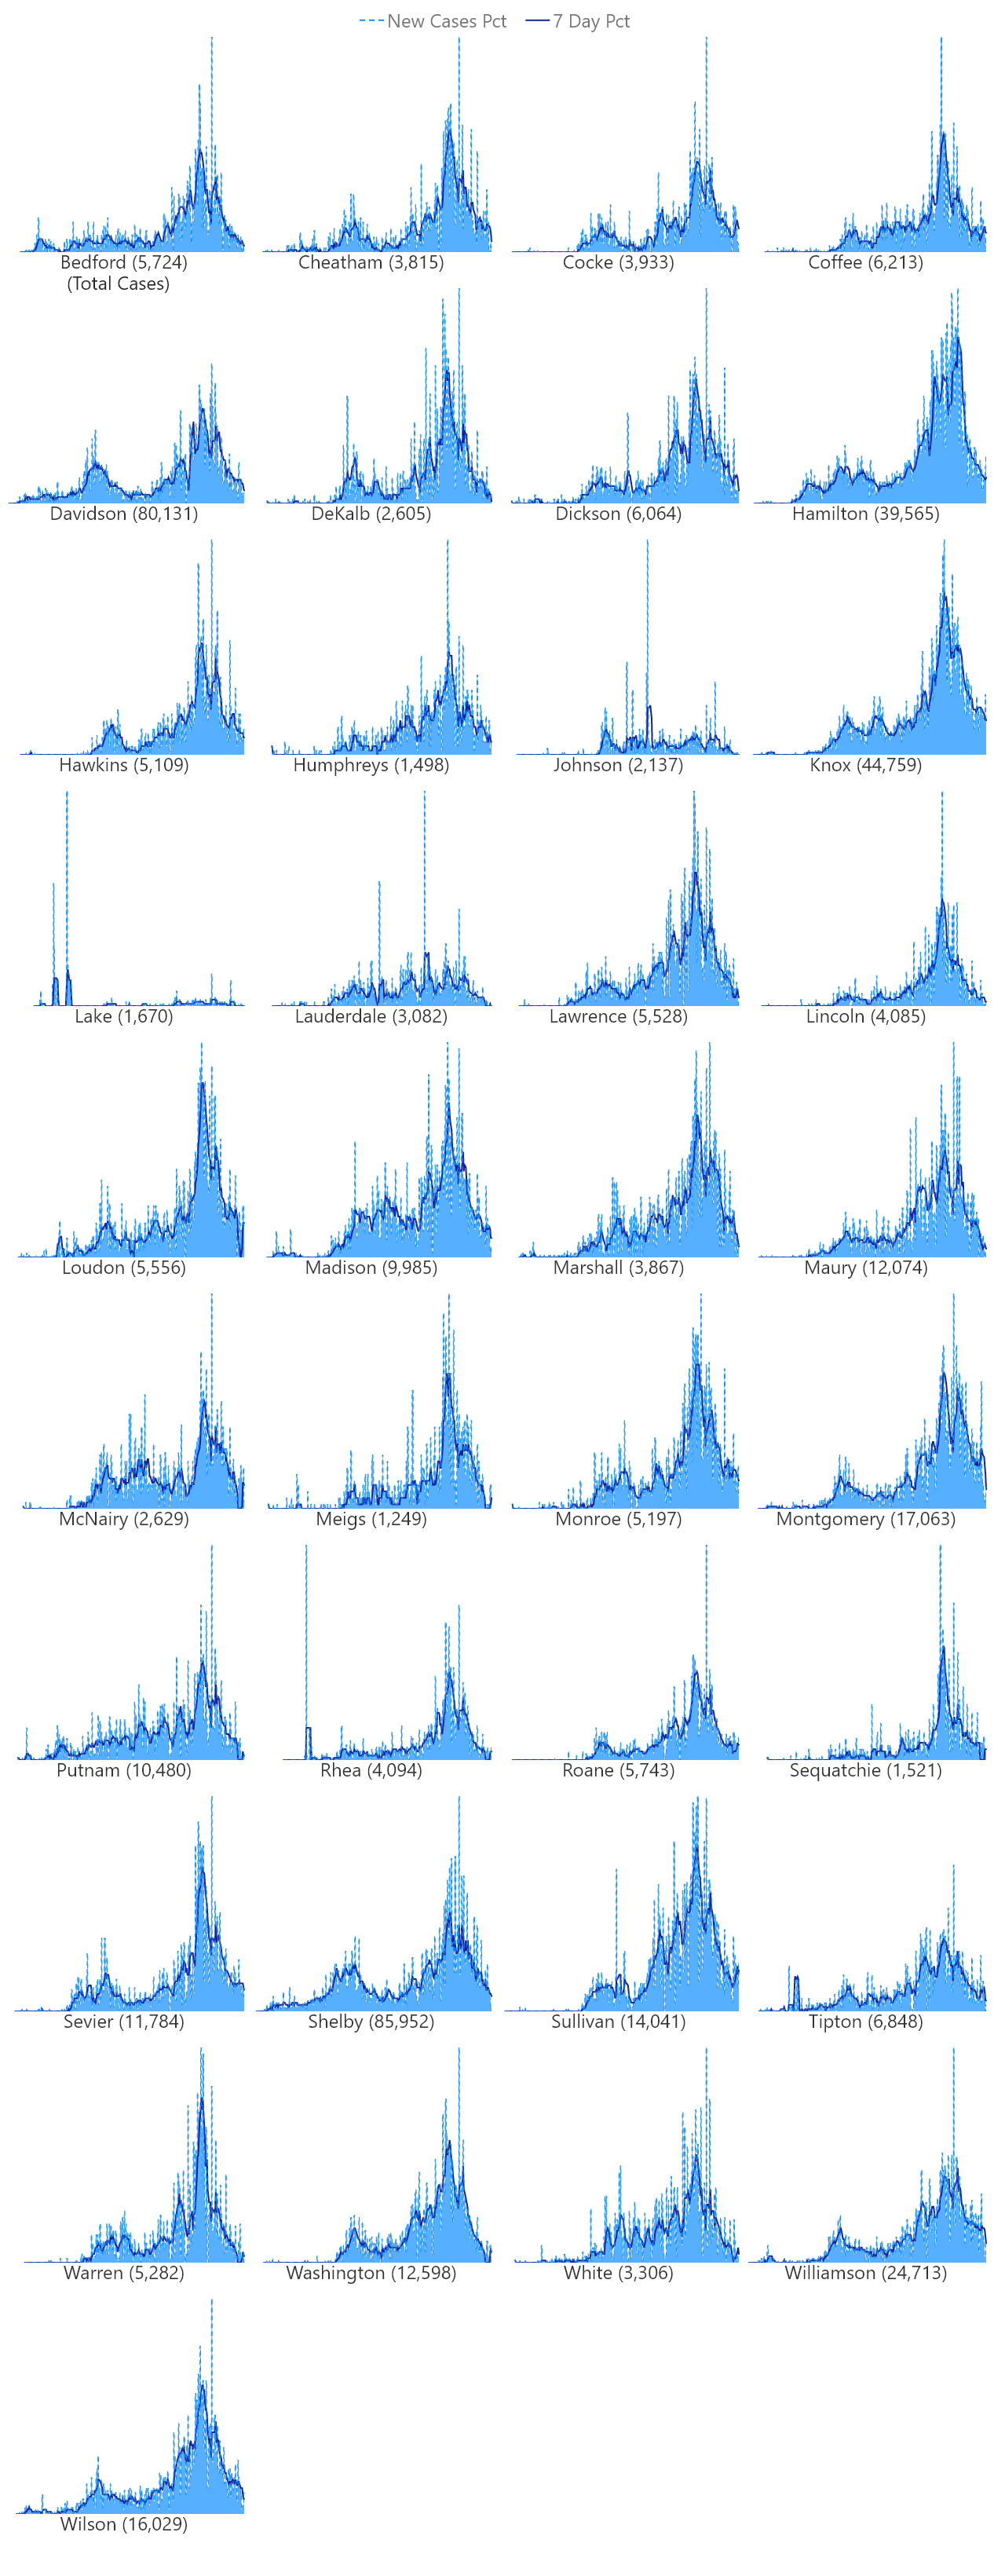 New Cases Pct 7 Day Pct
Bedford (5,724) Cheatham (3,815) Cocke (3,933) Coffee (6,213)
(Total Cases)
Davidson (80,131) DeKalb (2,605) Dickson (6,064) Hamilton (39,565)
Hawkins (5,109) Humphreys (1,498) Johnson (2,137) Knox (44,759)
Lake (1,670) Lauderdale (3,082) Lawrence (5,528) Lincoln (4,085)
Loudon (5,556) Madison (9,985) Marshall (3,867) Maury (12,074)
McNairy (2,629) Meigs (1,249) Monroe (5,197) Montgomery (17,063)
Putnam (10,480) Rhea (4,094) Roane (5,743) Sequatchie (1,521)
Sevier (11,784) Shelby (85,952) Sullivan (14,041) Tipton (6,848)
Warren (5,282) Washington (12,598) White (3,306) Williamson (24,713)
Wilson (16,029)